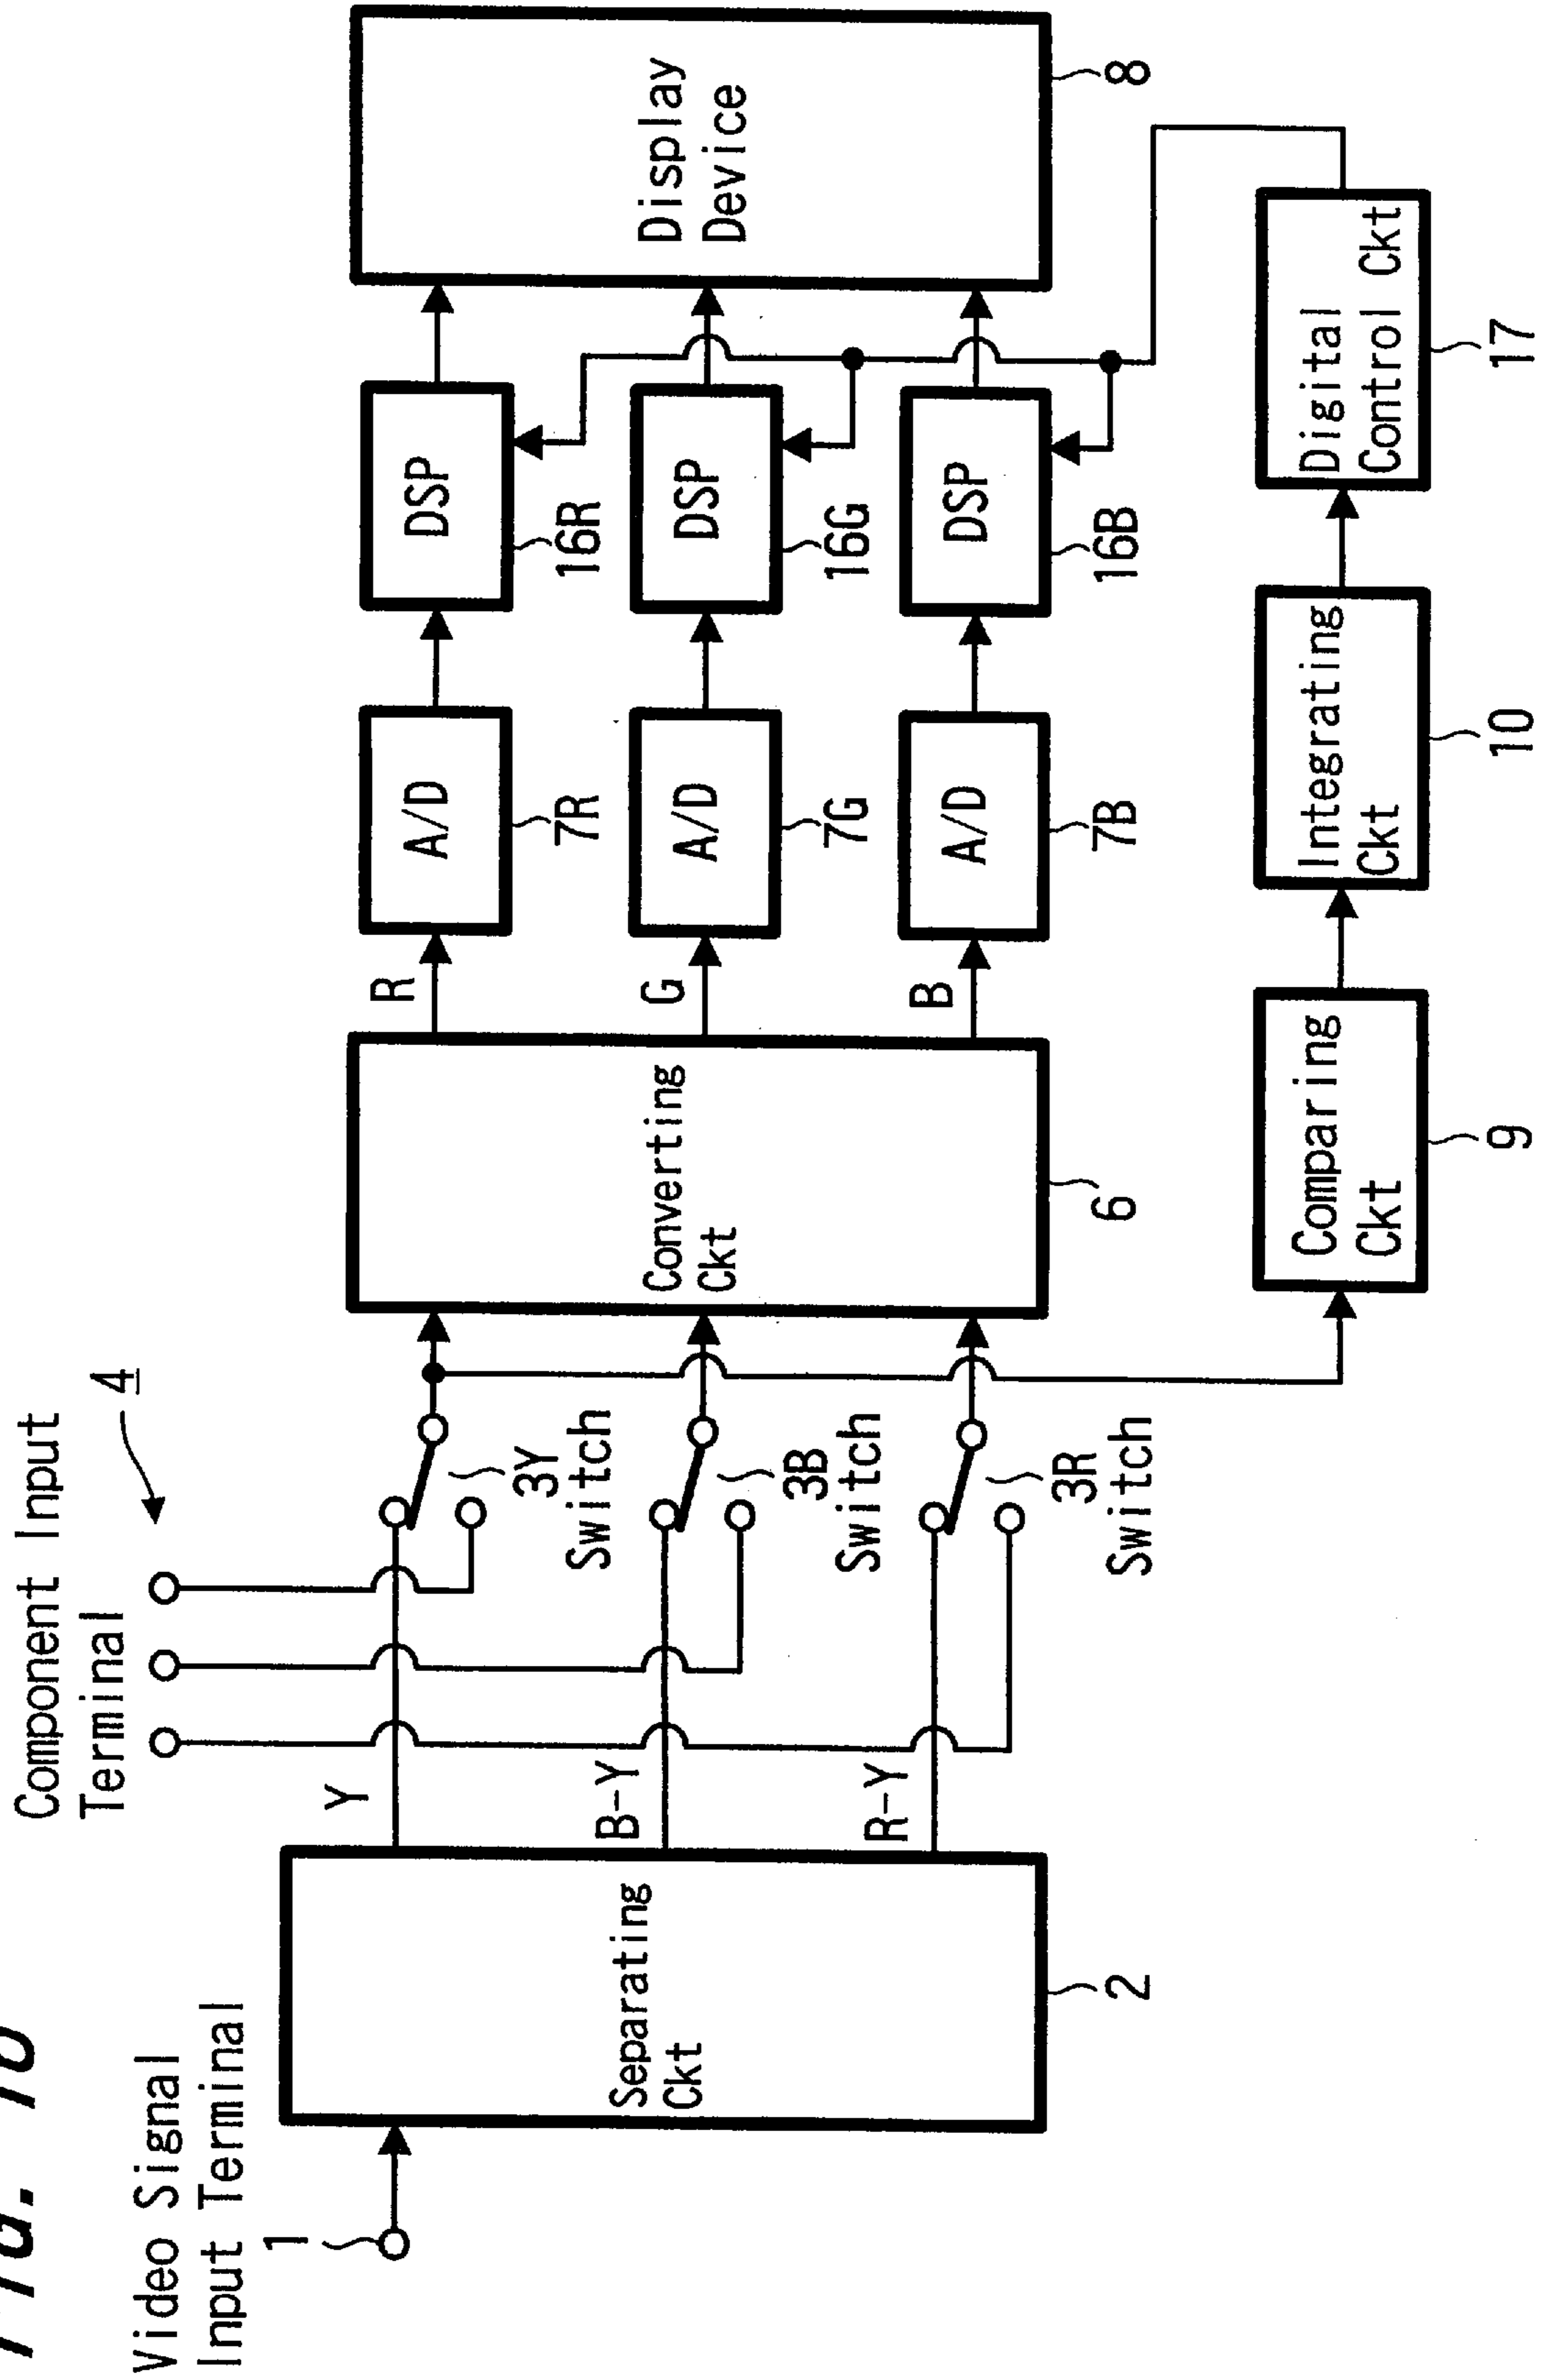 Video Signal
Input Terminal
1
Separating
Ckt
2
Component Input
Terminal
4
Y
B-Y
R-Y
3Y
Switch
3B
Switch
3R
Switch
Converting
Ckt
6
R
G
B
A/D
7R
A/D
7G
A/D
7B
DSP
16R
DSP
16G
DSP
16B
Display
Device
8
Comparing
Ckt
9
Integrating
Ckt
10
Digital
Control Ckt
17